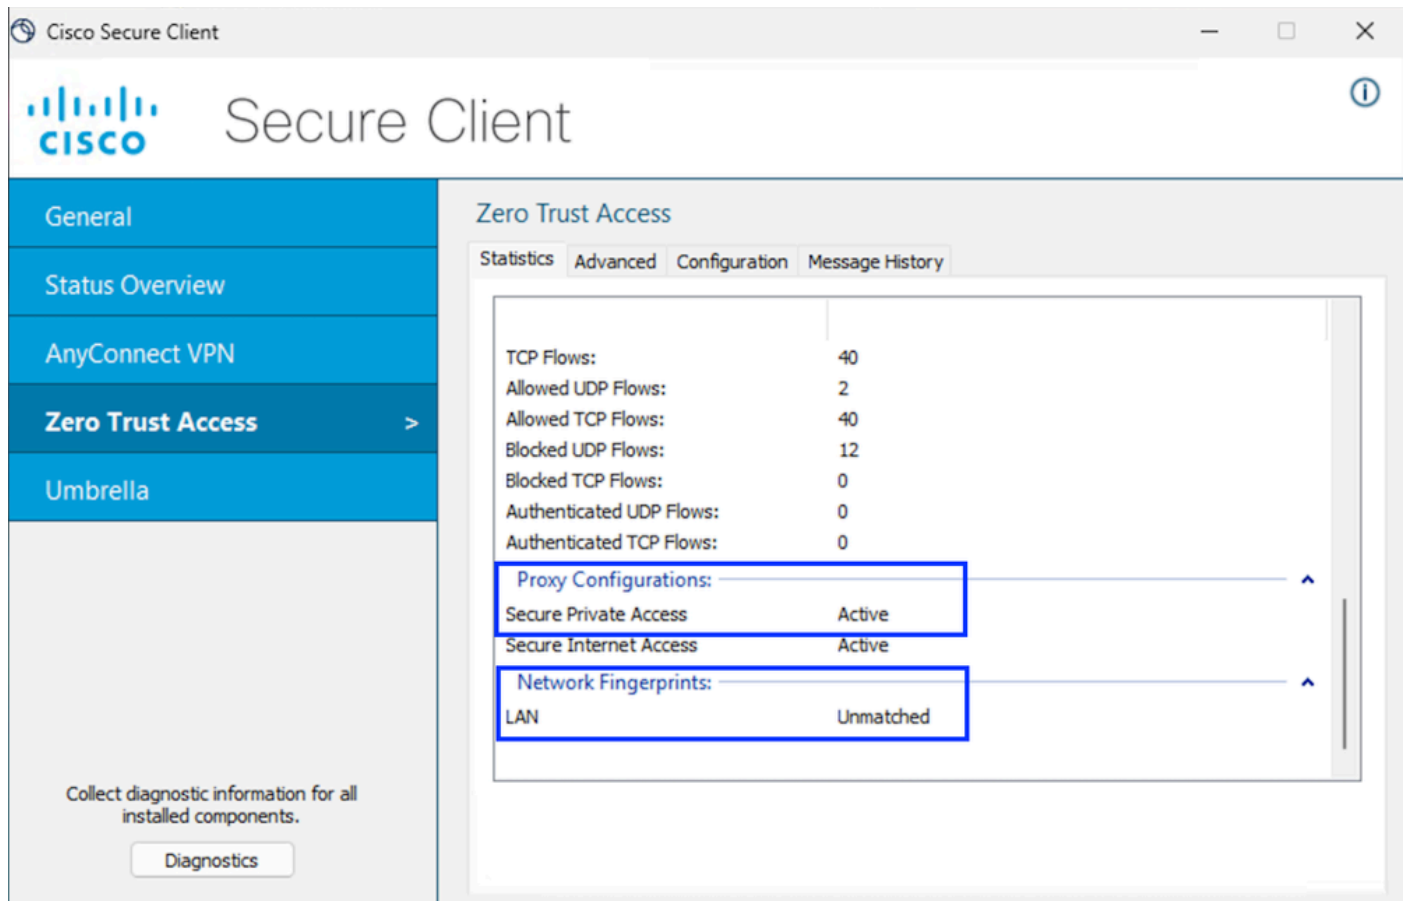 Cisco Secure Client
CISCO
Secure Client
General
Status Overview
AnyConnect VPN
Zero Trust Access >
Umbrella
Collect diagnostic information for all
installed components.
Diagnostics
Zero Trust Access
Statistics Advanced Configuration Message History
TCP Flows: 40
Allowed UDP Flows: 2
Allowed TCP Flows: 40
Blocked UDP Flows: 12
Blocked TCP Flows: 0
Authenticated UDP Flows: 0
Authenticated TCP Flows: 0
Proxy Configurations:
Secure Private Access Active
Secure Internet Access Active
Network Fingerprints:
LAN Unmatched